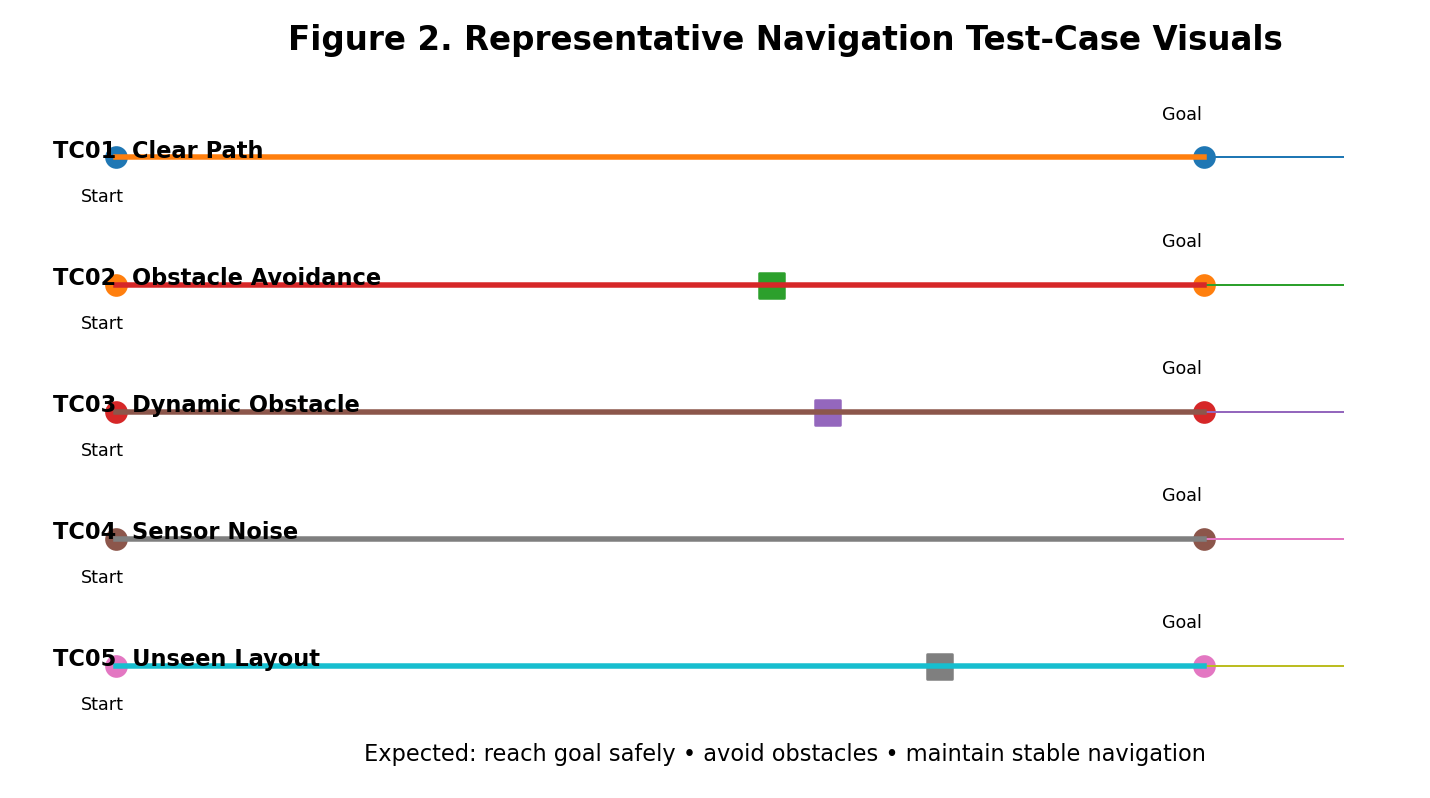 Figure 2. Representative Navigation Test-Case Visuals
Goal
TC01  Clear Path
Start
Goal
TC02  Obstacle Avoidance
Start
Goal
TC03  Dynamic Obstacle
Start
Goal
TC04  Sensor Noise
Start
Goal
TC05  Unseen Layout
Start
Expected: reach goal safely • avoid obstacles • maintain stable navigation